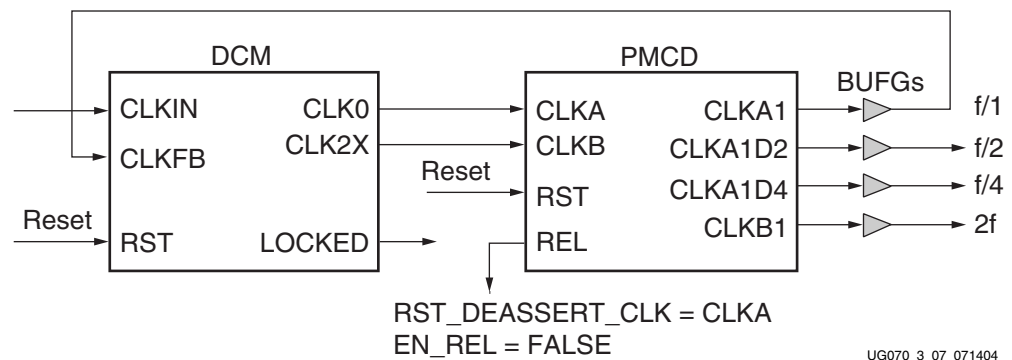 DCM
PMCD
BUFGs
CLKIN
CLK0
CLKA
CLKA1
f/1
CLKFB
CLK2X
CLKB
CLKA1D2
f/2
Reset
RST
CLKA1D4
f/4
Reset
RST
LOCKED
REL
CLKB1
2f
RST_DEASSERT_CLK = CLKA
EN_REL = FALSE
UG070_3_07_071404